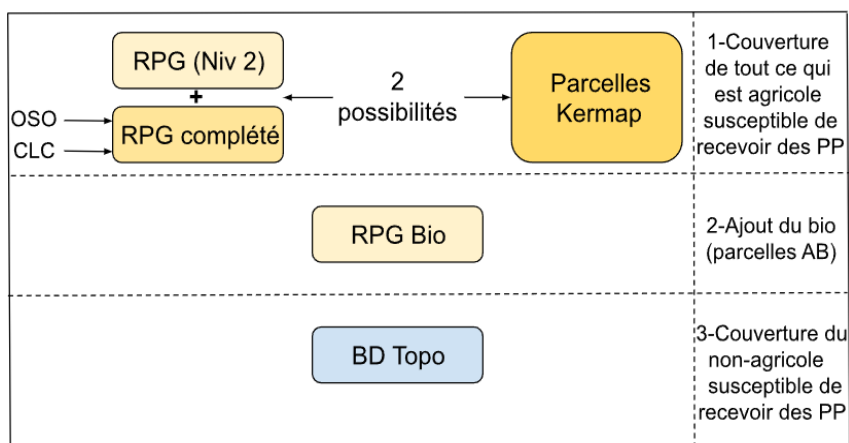 RPG (Niv 2)
+
OSO
CLC
RPG complété
2
possibilités
Parcelles
Kermap
1-Couverture
de tout ce qui
est agricole
susceptible de
recevoir des PP
RPG Bio
2-Ajout du bio
(parcelles AB)
BD Topo
3-Couverture du
non-agricole
susceptible de
recevoir des PP